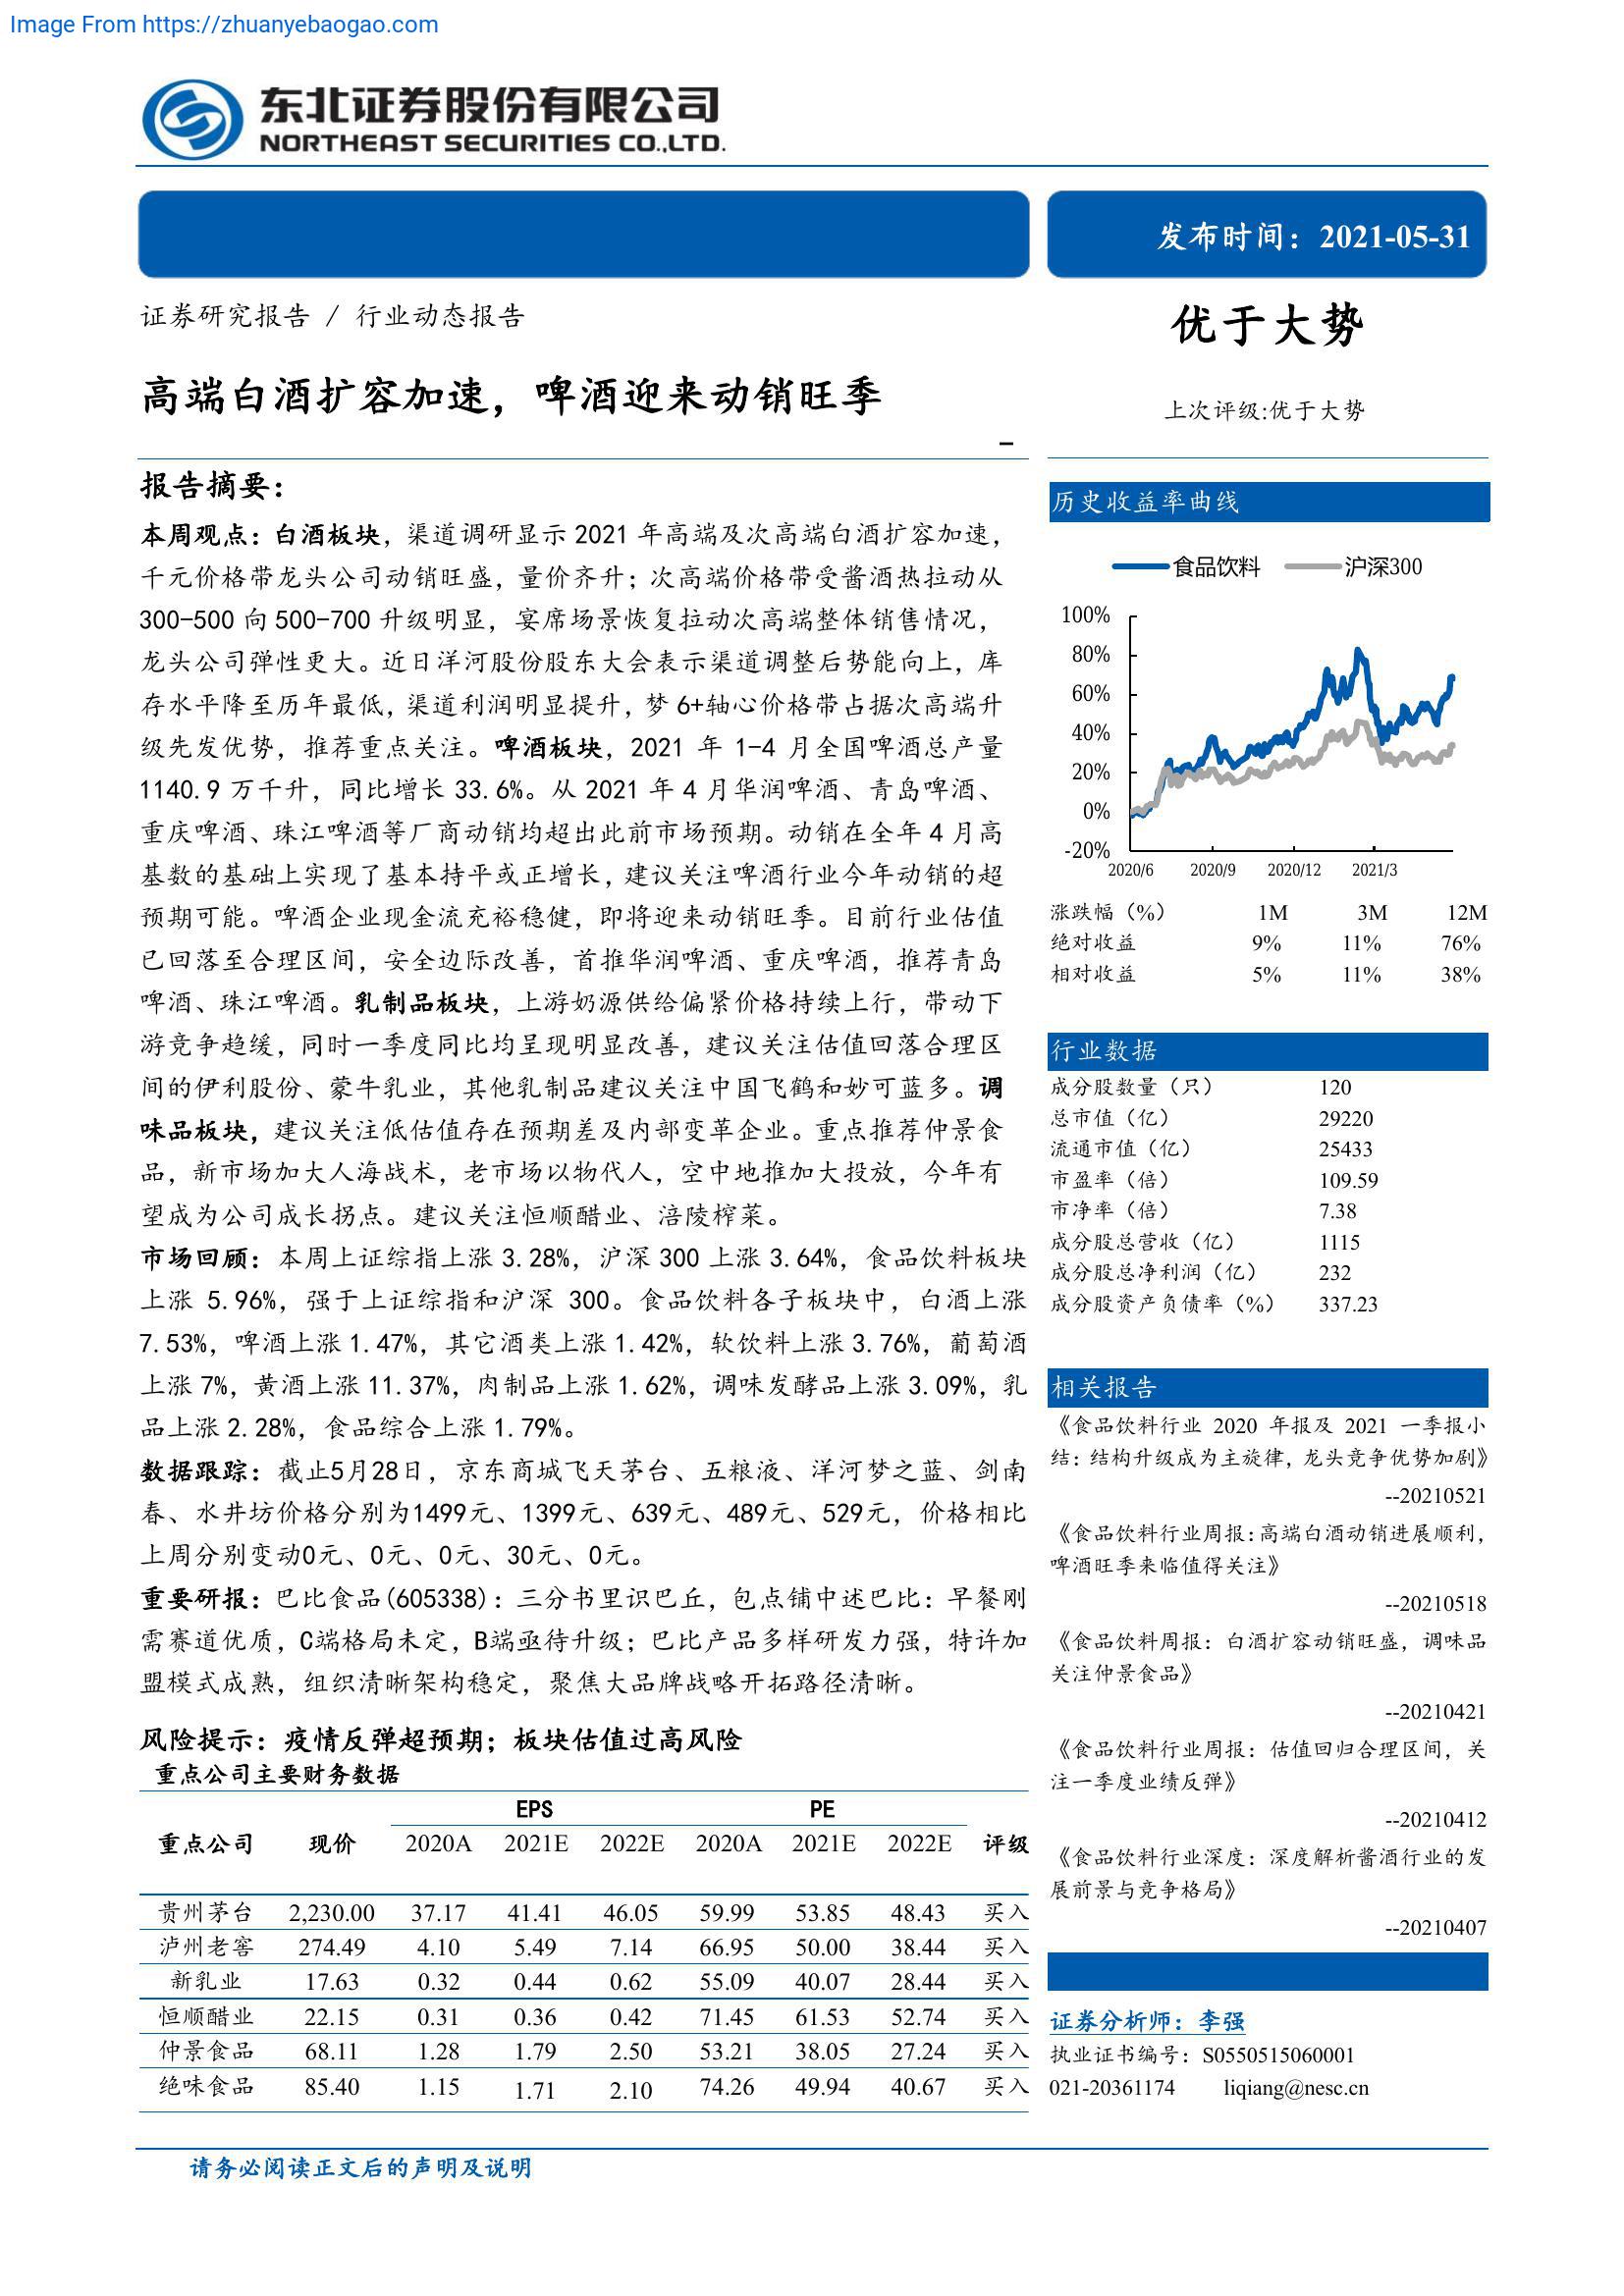 Image From https://zhuanyebaogao.com
东北证券股份有限公司
NORTHEAST SECURITIES CO.,LTD.
发布时间：2021-05-31
证券研究报告 / 行业动态报告
高端白酒扩容加速，啤酒迎来动销旺季
-
报告摘要：
本周观点：白酒板块，渠道调研显示 2021 年高端及次高端白酒扩容加速，
千元价格带龙头公司动销旺盛，量价齐升；次高端价格带受酱酒热拉动从
300-500 向 500-700 升级明显，宴席场景恢复拉动次高端整体销售情况，
龙头公司弹性更大。近日洋河股份股东大会表示渠道调整后势能向上，库
存水平降至历年最低，渠道利润明显提升，梦 6+轴心价格带占据次高端升
级先发优势，推荐重点关注。啤酒板块，2021 年 1-4 月全国啤酒总产量
1140.9 万千升，同比增长 33.6%。从 2021 年 4 月华润啤酒、青岛啤酒、
重庆啤酒、珠江啤酒等厂商动销均超出此前市场预期。动销在全年 4 月高
基数的基础上实现了基本持平或正增长，建议关注啤酒行业今年动销的超
预期可能。啤酒企业现金流充裕稳健，即将迎来动销旺季。目前行业估值
已回落至合理区间，安全边际改善，首推华润啤酒、重庆啤酒，推荐青岛
啤酒、珠江啤酒。乳制品板块，上游奶源供给偏紧价格持续上行，带动下
游竞争趋缓，同时一季度同比均呈现明显改善，建议关注估值回落合理区
间的伊利股份、蒙牛乳业，其他乳制品建议关注中国飞鹤和妙可蓝多。调
味品板块，建议关注低估值存在预期差及内部变革企业。重点推荐仲景食
品，新市场加大人海战术，老市场以物代人，空中地推加大投放，今年有
望成为公司成长拐点。建议关注恒顺醋业、涪陵榨菜。
市场回顾：本周上证综指上涨 3.28%，沪深 300 上涨 3.64%，食品饮料板块
上涨 5.96%，强于上证综指和沪深 300。食品饮料各子板块中，白酒上涨
7.53%，啤酒上涨 1.47%，其它酒类上涨 1.42%，软饮料上涨 3.76%，葡萄酒
上涨 7%，黄酒上涨 11.37%，肉制品上涨 1.62%，调味发酵品上涨 3.09%，乳
品上涨 2.28%，食品综合上涨 1.79%。
数据跟踪：截止5月28日，京东商城飞天茅台、五粮液、洋河梦之蓝、剑南
春、水井坊价格分别为1499元、1399元、639元、489元、529元，价格相比
上周分别变动0元、0元、0元、30元、0元。
重要研报：巴比食品(605338)：三分书里识巴丘，包点铺中述巴比：早餐刚
需赛道优质，C端格局未定，B端亟待升级；巴比产品多样研发力强，特许加
盟模式成熟，组织清晰架构稳定，聚焦大品牌战略开拓路径清晰。
风险提示：疫情反弹超预期；板块估值过高风险
重点公司主要财务数据
EPS PE
重点公司 现价 2020A 2021E 2022E 2020A 2021E 2022E 评级
贵州茅台 2,230.00 37.17 41.41 46.05 59.99 53.85 48.43 买入
泸州老窖 274.49 4.10 5.49 7.14 66.95 50.00 38.44 买入
新乳业 17.63 0.32 0.44 0.62 55.09 40.07 28.44 买入
恒顺醋业 22.15 0.31 0.36 0.42 71.45 61.53 52.74 买入
仲景食品 68.11 1.28 1.79 2.50 53.21 38.05 27.24 买入
绝味食品 85.40 1.15 1.71 2.10 74.26 49.94 40.67 买入
优于大势
上次评级:优于大势
历史收益率曲线
食品饮料 沪深300
100%
80%
60%
40%
20%
0%
-20%
2020/6 2020/9 2020/12 2021/3
涨跌幅（%） 1M 3M 12M
绝对收益 9% 11% 76%
相对收益 5% 11% 38%
行业数据
成分股数量（只） 120
总市值（亿） 29220
流通市值（亿） 25433
市盈率（倍） 109.59
市净率（倍） 7.38
成分股总营收（亿） 1115
成分股总净利润（亿） 232
成分股资产负债率（%） 337.23
相关报告
《食品饮料行业 2020 年报及 2021 一季报小
结：结构升级成为主旋律，龙头竞争优势加剧》
--20210521
《食品饮料行业周报：高端白酒动销进展顺利，
啤酒旺季来临值得关注》
--20210518
《食品饮料周报：白酒扩容动销旺盛，调味品
关注仲景食品》
--20210421
《食品饮料行业周报：估值回归合理区间，关
注一季度业绩反弹》
--20210412
《食品饮料行业深度：深度解析酱酒行业的发
展前景与竞争格局》
--20210407
证券分析师：李强
执业证书编号：S0550515060001
021-20361174 liqiang@nesc.cn
请务必阅读正文后的声明及说明